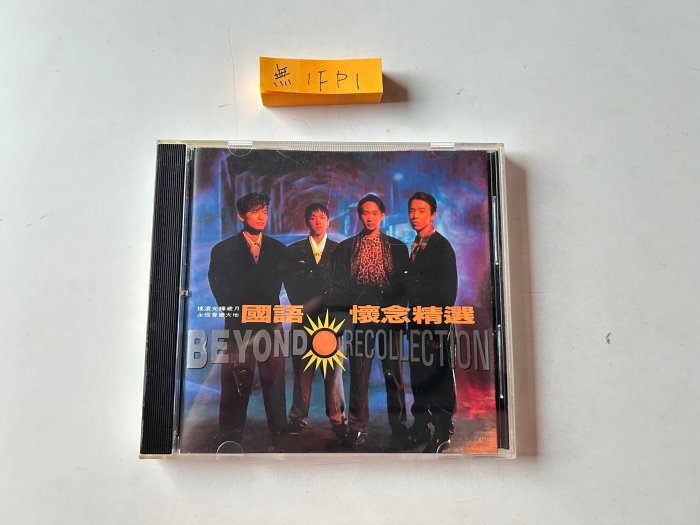 無 IFPI
搖滾光輝歲月
永恆音樂大地
國語 懷念精選
BEYOND RECOLLECTION